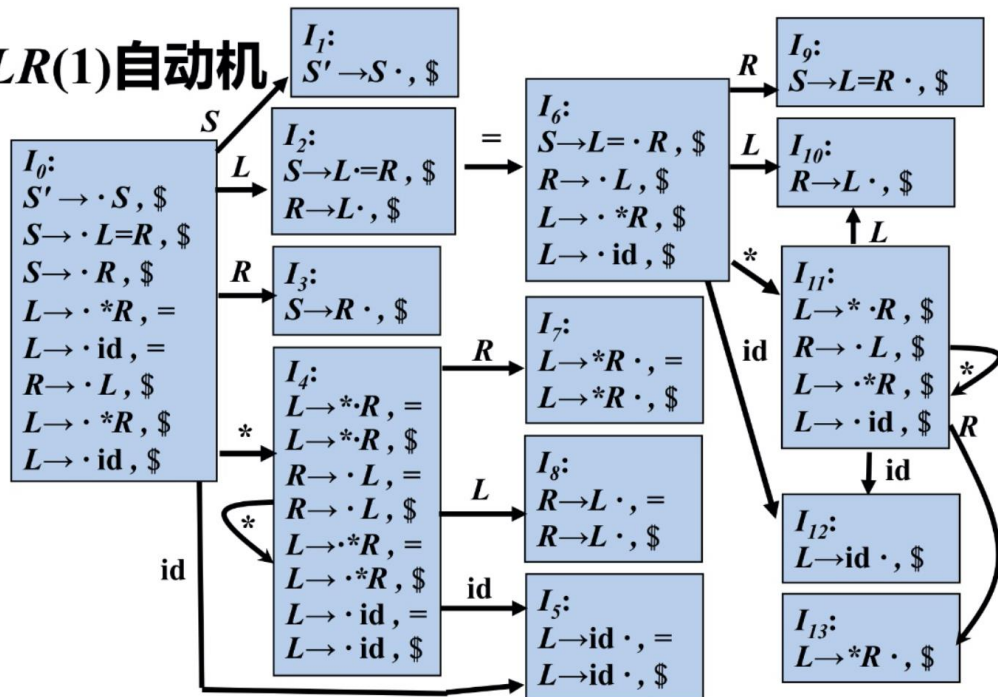 LR(1)自动机
I0:
S' → · S , $
S → · L=R , $
S → · R , $
L → · *R , =
L → · id , =
R → · L , $
L → · *R , $
L → · id , $
S
L
R
*
id
I1:
S' →S · , $
I2:
S→L·=R , $
R→L· , $
=
I3:
S→R · , $
I4:
L→*·R , =
L→*·R , $
R→ · L , =
R→ · L , $
L→·*R , =
L→ ·*R , $
L→ · id , =
L→ · id , $
*
R
L
id
I6:
S→L= · R , $
R→ · L , $
L→ · *R , $
L→ · id , $
R
L
*
id
I7:
L→*R · , =
L→*R · , $
I8:
R→L · , =
R→L · , $
I5:
L→id · , =
L→id · , $
I9:
S→L=R · , $
I10:
R→L · , $
L
I11:
L→* ·R , $
R→ · L , $
L→ ·*R , $
L→ · id , $
*
R
id
I12:
L→id · , $
I13:
L→*R · , $